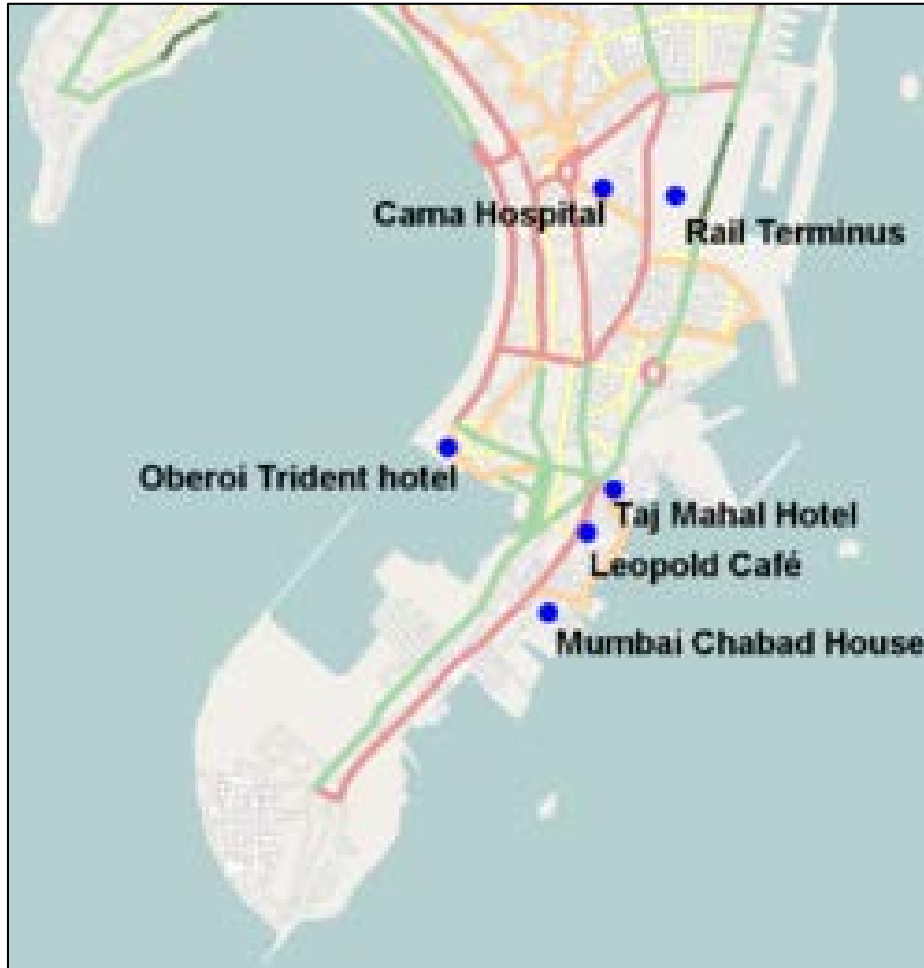 Cama Hospital
Rail Terminus
Oberoi Trident hotel
Taj Mahal Hotel
Leopold Café
Mumbai Chabad House